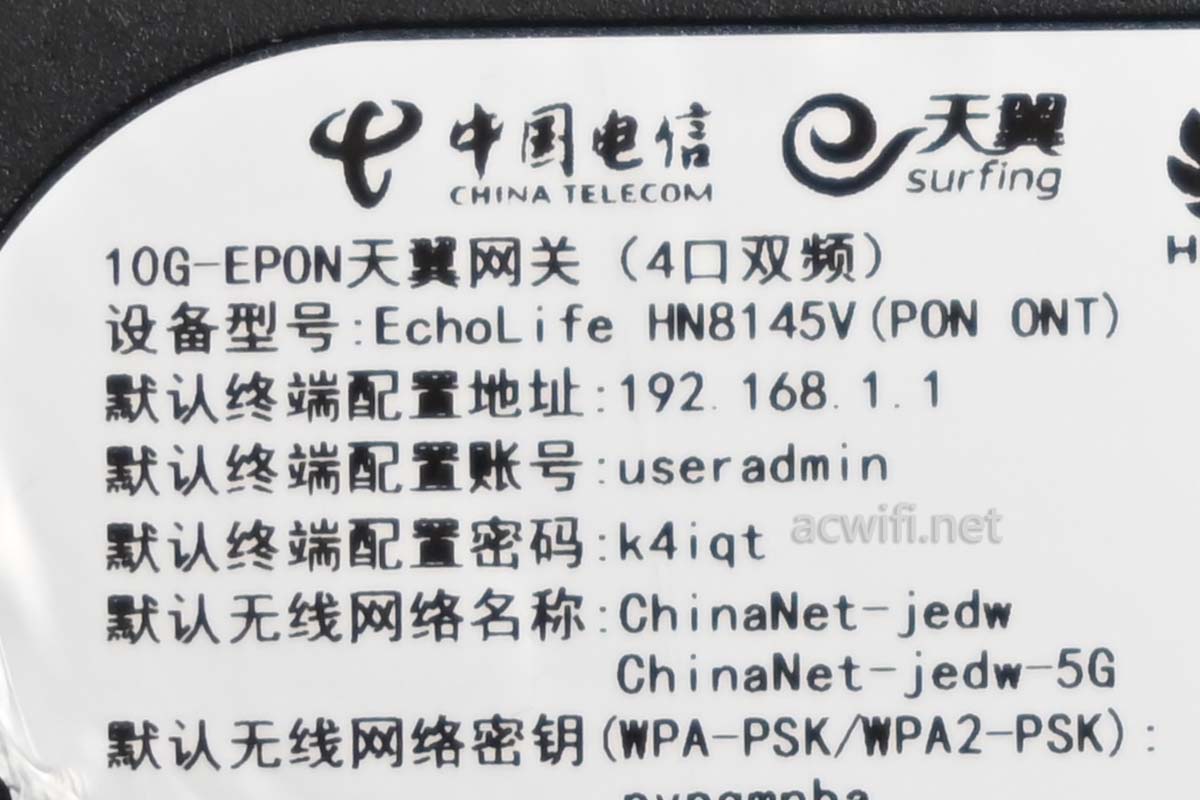 中国电信
CHINA TELECOM
天翼
surfing
10G-EPON天翼网关（4口双频）
设备型号:EchoLife HN8145V(PON ONT)
默认终端配置地址:192.168.1.1
默认终端配置账号:useradmin
默认终端配置密码:k4iqt
acwifi.net
默认无线网络名称:ChinaNet-jedw
ChinaNet-jedw-5G
默认无线网络密钥(WPA-PSK/WPA2-PSK):